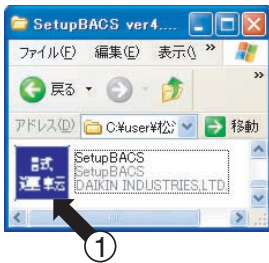 SetupBACS ver4....
ファイル(F) 編集(E) 表示(\ »
戻る »
アドレス(D) C:¥user¥松 移動
試運転
SetupBACS
SetupBACS
DAIKIN INDUSTRIES,LTD.
①